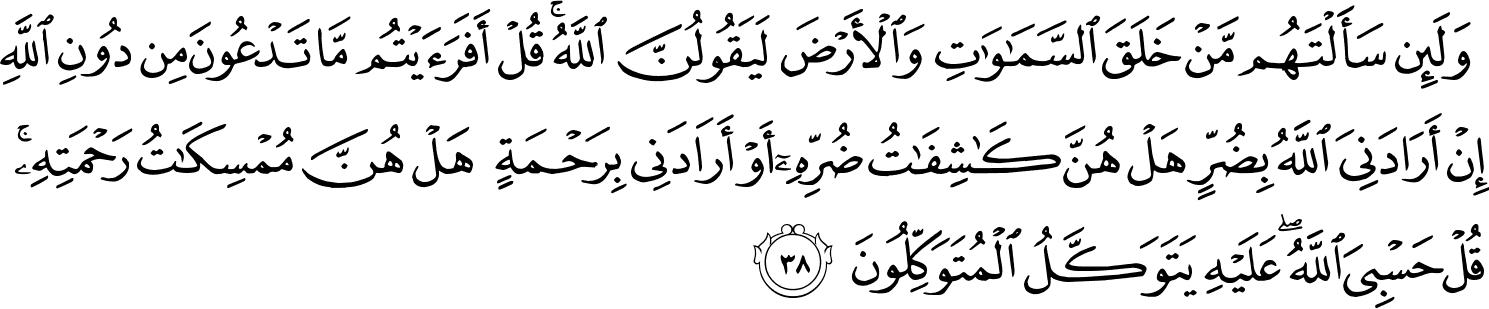 وَلَئِن سَأَلْتَهُم مَّنْ خَلَقَ ٱلسَّمَـٰوَٰتِ وَٱلْأَرْضَ لَيَقُولُنَّ ٱللَّهُ ۚ قُلْ أَفَرَءَيْتُم مَّا تَدْعُونَ مِن دُونِ ٱللَّهِ
إِنْ أَرَادَنِىَ ٱللَّهُ بِضُرٍّ هَلْ هُنَّ كَـٰشِفَـٰتُ ضُرِّهِۦٓ أَوْ أَرَادَنِى بِرَحْمَةٍ هَلْ هُنَّ مُمْسِكَـٰتُ رَحْمَتِهِۦ ۚ
قُلْ حَسْبِىَ ٱللَّهُ ۖ عَلَيْهِ يَتَوَكَّلُ ٱلْمُتَوَكِّلُونَ ٣٨